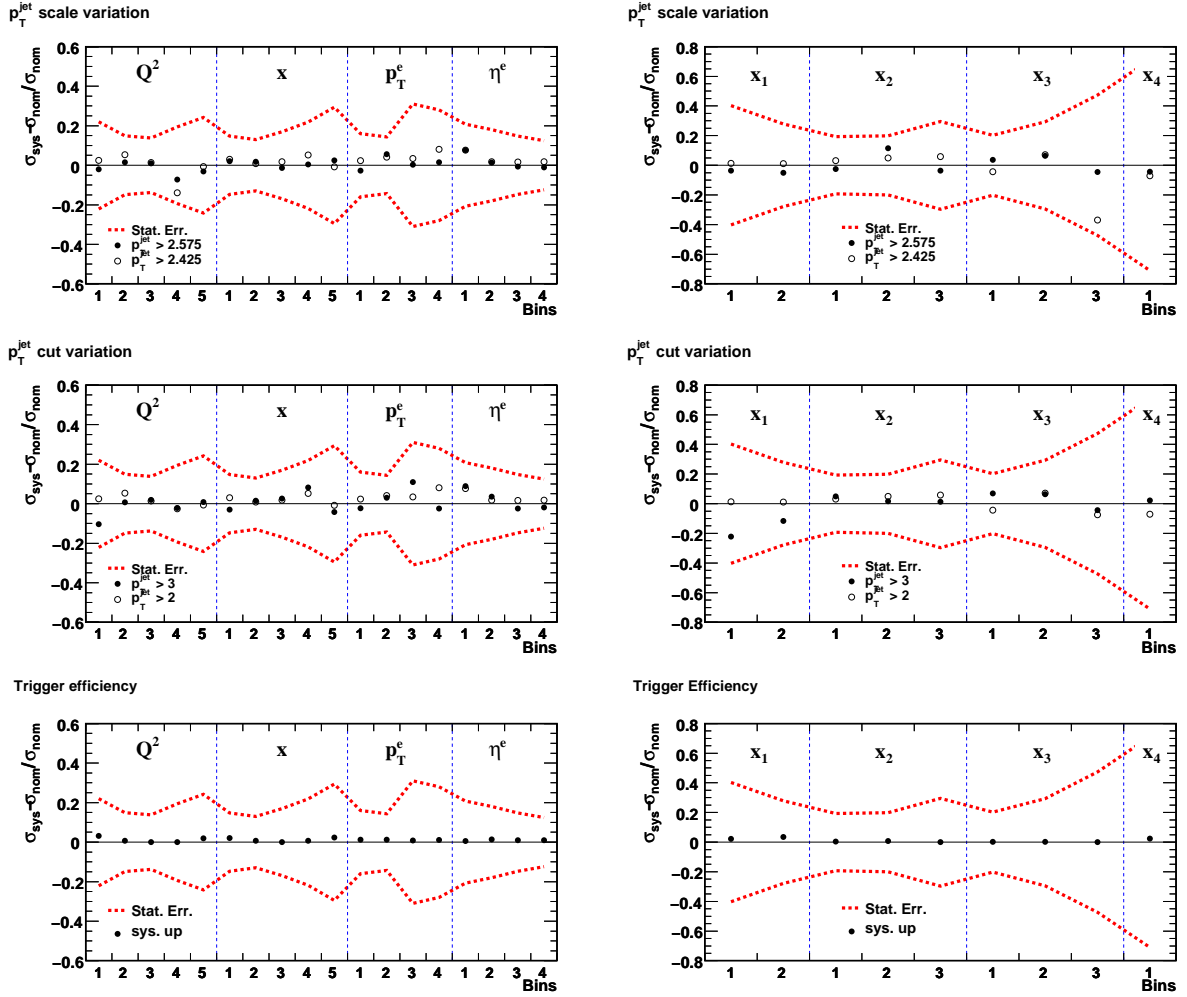 p_T^jet scale variation
σ_sys-σ_nom/σ_nom
0.6
0.4
0.2
0
−0.2
−0.4
−0.6
Q² x p_T^e η^e
Stat. Err.
p_T^jet > 2.575
p_T^jet > 2.425
1 2 3 4 5 1 2 3 4 5 1 2 3 4 1 2 3 4
Bins
p_T^jet scale variation
σ_sys-σ_nom/σ_nom
0.8
0.6
0.4
0.2
0
−0.2
−0.4
−0.6
−0.8
x₁ x₂ x₃ x₄
Stat. Err.
p_T^jet > 2.575
p_T^jet > 2.425
1 2 1 2 3 1 2 3 1
Bins
p_T^jet cut variation
σ_sys-σ_nom/σ_nom
0.6
0.4
0.2
0
−0.2
−0.4
−0.6
Q² x p_T^e η^e
Stat. Err.
p_T^jet > 3
p_T^jet > 2
1 2 3 4 5 1 2 3 4 5 1 2 3 4 1 2 3 4
Bins
p_T^jet cut variation
σ_sys-σ_nom/σ_nom
0.8
0.6
0.4
0.2
0
−0.2
−0.4
−0.6
−0.8
x₁ x₂ x₃ x₄
Stat. Err.
p_T^jet > 3
p_T^jet > 2
1 2 1 2 3 1 2 3 1
Bins
Trigger efficiency
σ_sys-σ_nom/σ_nom
0.6
0.4
0.2
0
−0.2
−0.4
−0.6
Q² x p_T^e η^e
Stat. Err.
sys. up
1 2 3 4 5 1 2 3 4 5 1 2 3 4 1 2 3 4
Bins
Trigger Efficiency
σ_sys-σ_nom/σ_nom
0.8
0.6
0.4
0.2
0
−0.2
−0.4
−0.6
−0.8
x₁ x₂ x₃ x₄
Stat. Err.
sys. up
1 2 1 2 3 1 2 3 1
Bins